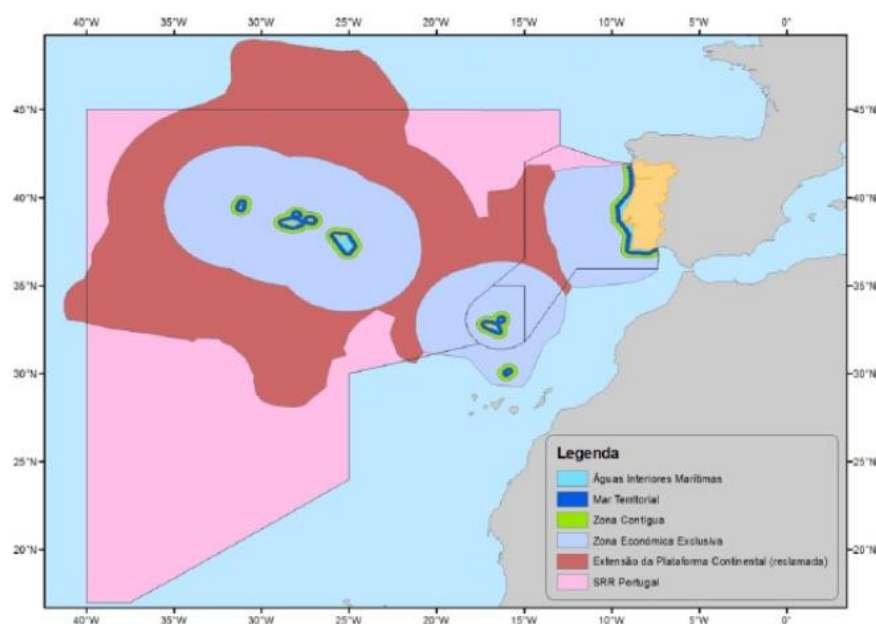 40°W 35°W 30°W 25°W 20°W 15°W 10°W 5°W 0°
45°N 45°N
40°N 40°N
35°N 35°N
30°N 30°N
25°N 25°N
20°N 20°N
Legenda
Águas Interiores Marítimas
Mar Territorial
Zona Contígua
Zona Económica Exclusiva
Extensão da Plataforma Continental (reclamada)
SRR Portugal
40°W 35°W 30°W 25°W 20°W 15°W 10°W 5°W 0°